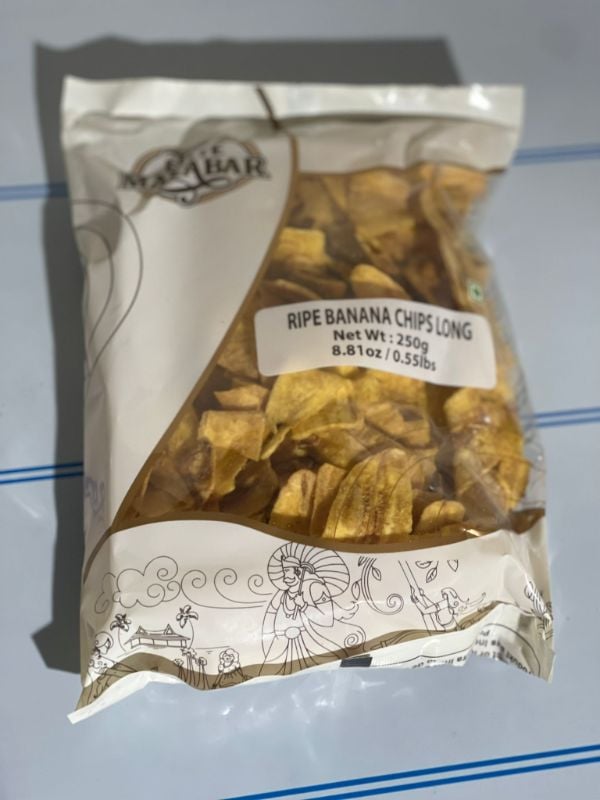 MALABAR
RIPE BANANA CHIPS LONG
Net Wt : 250g
8.81oz / 0.55lbs